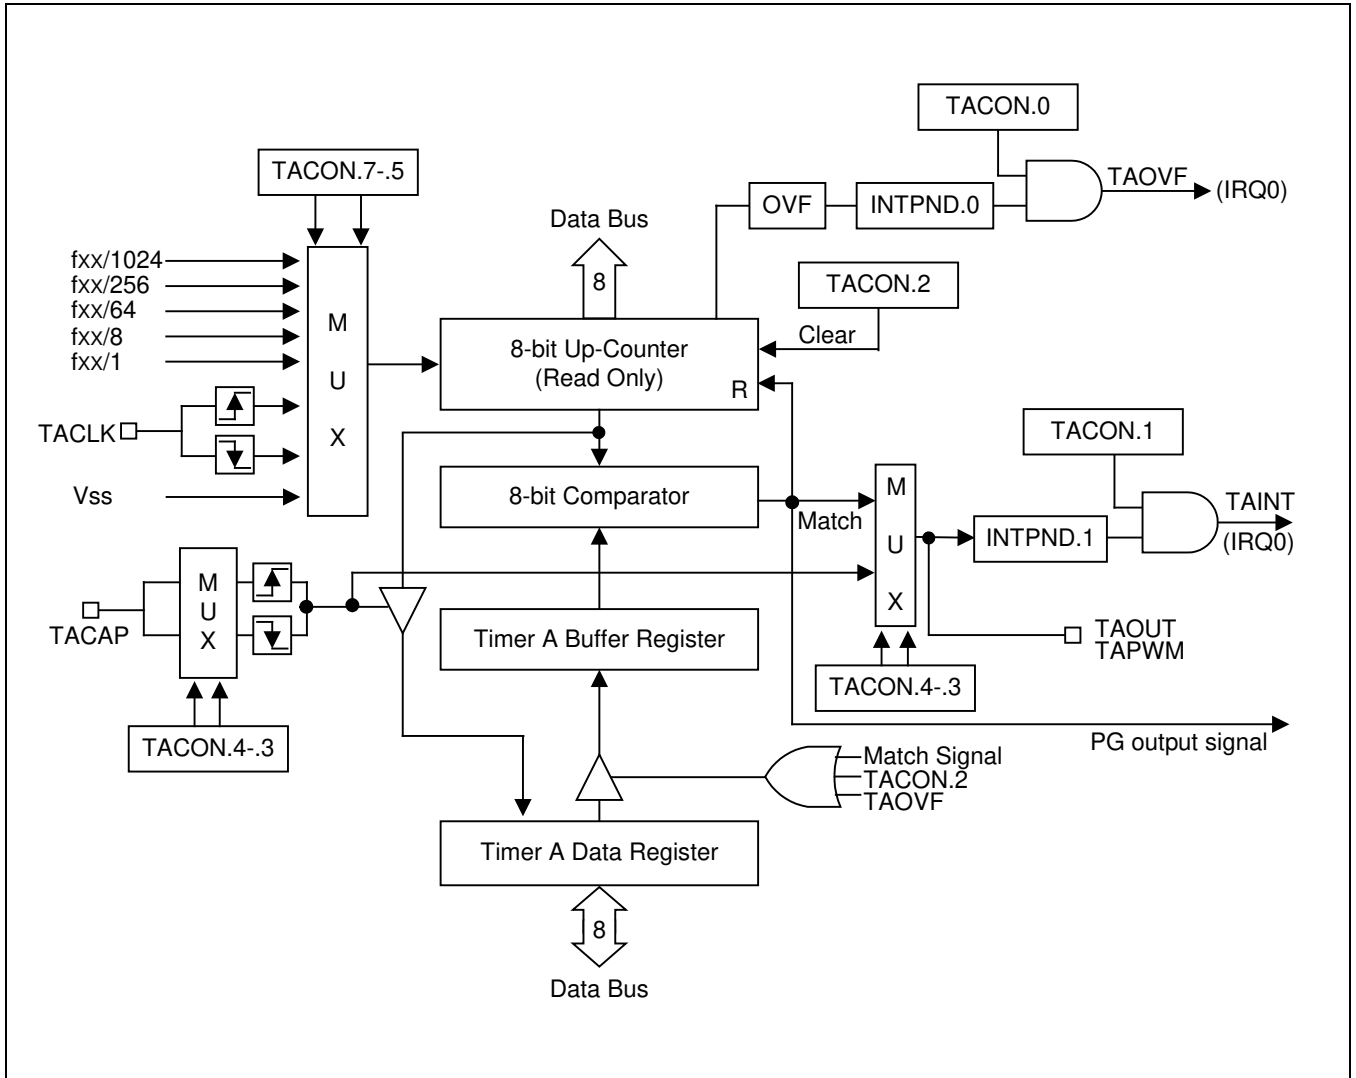 TACON.0
TAOVF
(IRQ0)
OVF
INTPND.0
TACON.7-.5
Data Bus
8
TACON.2
Clear
fxx/1024
fxx/256
fxx/64
fxx/8
fxx/1
TACLK
Vss
M
U
X
8-bit Up-Counter
(Read Only)
R
8-bit Comparator
Match
TACON.1
M
U
X
INTPND.1
TAINT
(IRQ0)
TACAP
M
U
X
TACON.4-.3
Timer A Buffer Register
TAOUT
TAPWM
TACON.4-.3
PG output signal
Match Signal
TACON.2
TAOVF
Timer A Data Register
8
Data Bus